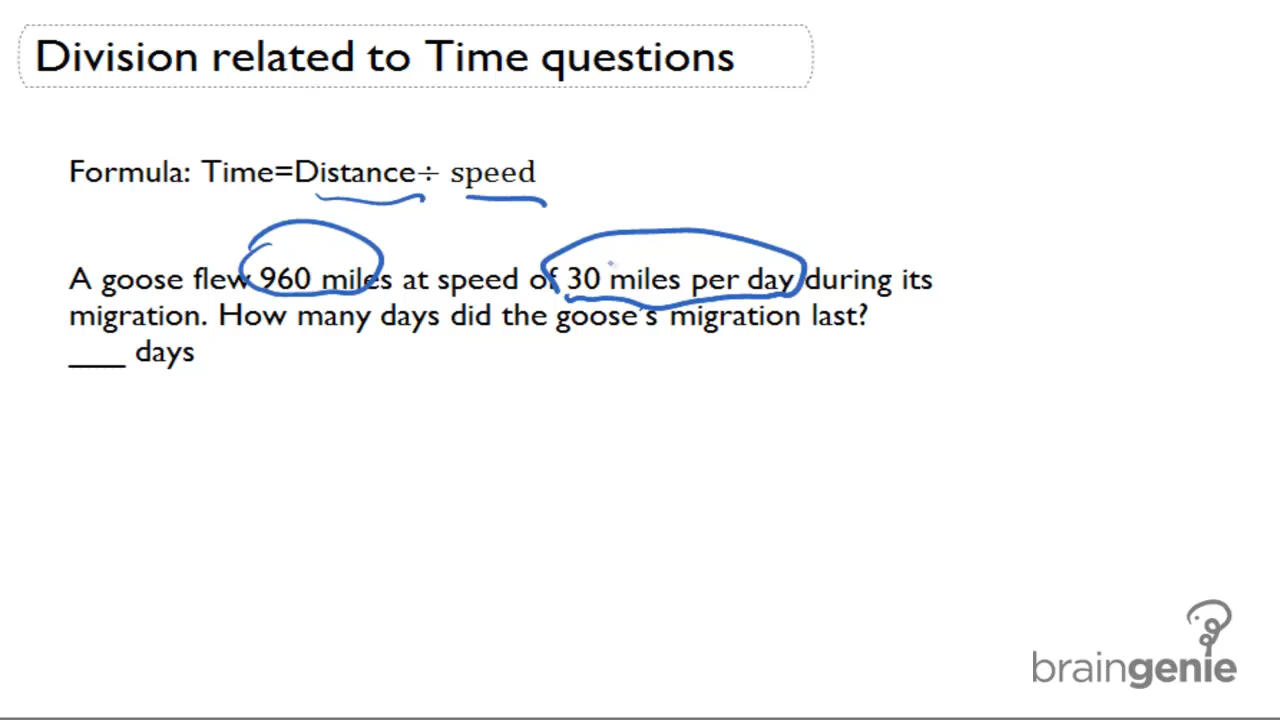 Division related to Time questions
Formula: Time=Distance÷ speed
A goose flew 960 miles at speed of 30 miles per day during its
migration. How many days did the goose's migration last?
____ days
braingenie